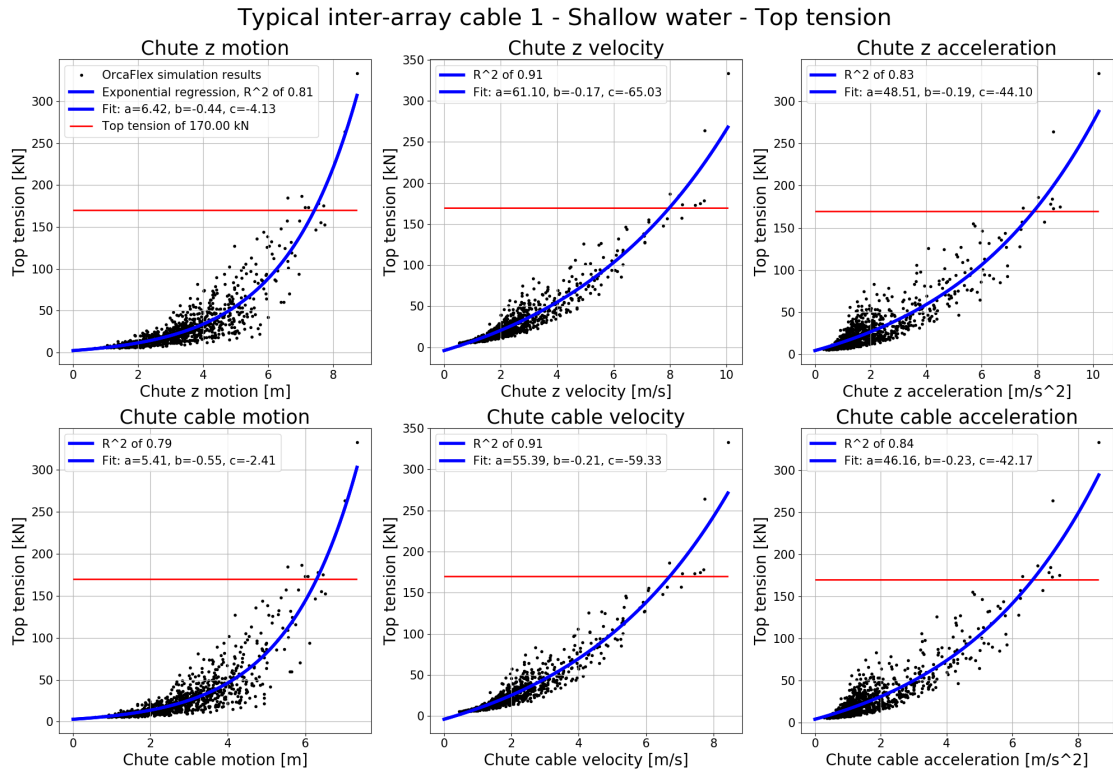 Typical inter-array cable 1 - Shallow water - Top tension
Chute z motion
OrcaFlex simulation results
Exponential regression, R^2 of 0.81
Fit: a=6.42, b=-0.44, c=-4.13
Top tension of 170.00 kN
Top tension [kN]
0
50
100
150
200
250
300
0
2
4
6
8
Chute z motion [m]
Chute z velocity
R^2 of 0.91
Fit: a=61.10, b=-0.17, c=-65.03
Top tension [kN]
0
50
100
150
200
250
300
350
0
2
4
6
8
10
Chute z velocity [m/s]
Chute z acceleration
R^2 of 0.83
Fit: a=48.51, b=-0.19, c=-44.10
Top tension [kN]
0
50
100
150
200
250
300
0
2
4
6
8
10
Chute z acceleration [m/s^2]
Chute cable motion
R^2 of 0.79
Fit: a=5.41, b=-0.55, c=-2.41
Top tension [kN]
0
50
100
150
200
250
300
0
2
4
6
Chute cable motion [m]
Chute cable velocity
R^2 of 0.91
Fit: a=55.39, b=-0.21, c=-59.33
Top tension [kN]
0
50
100
150
200
250
300
350
0
2
4
6
8
Chute cable velocity [m/s]
Chute cable acceleration
R^2 of 0.84
Fit: a=46.16, b=-0.23, c=-42.17
Top tension [kN]
0
50
100
150
200
250
300
0
2
4
6
8
Chute cable acceleration [m/s^2]